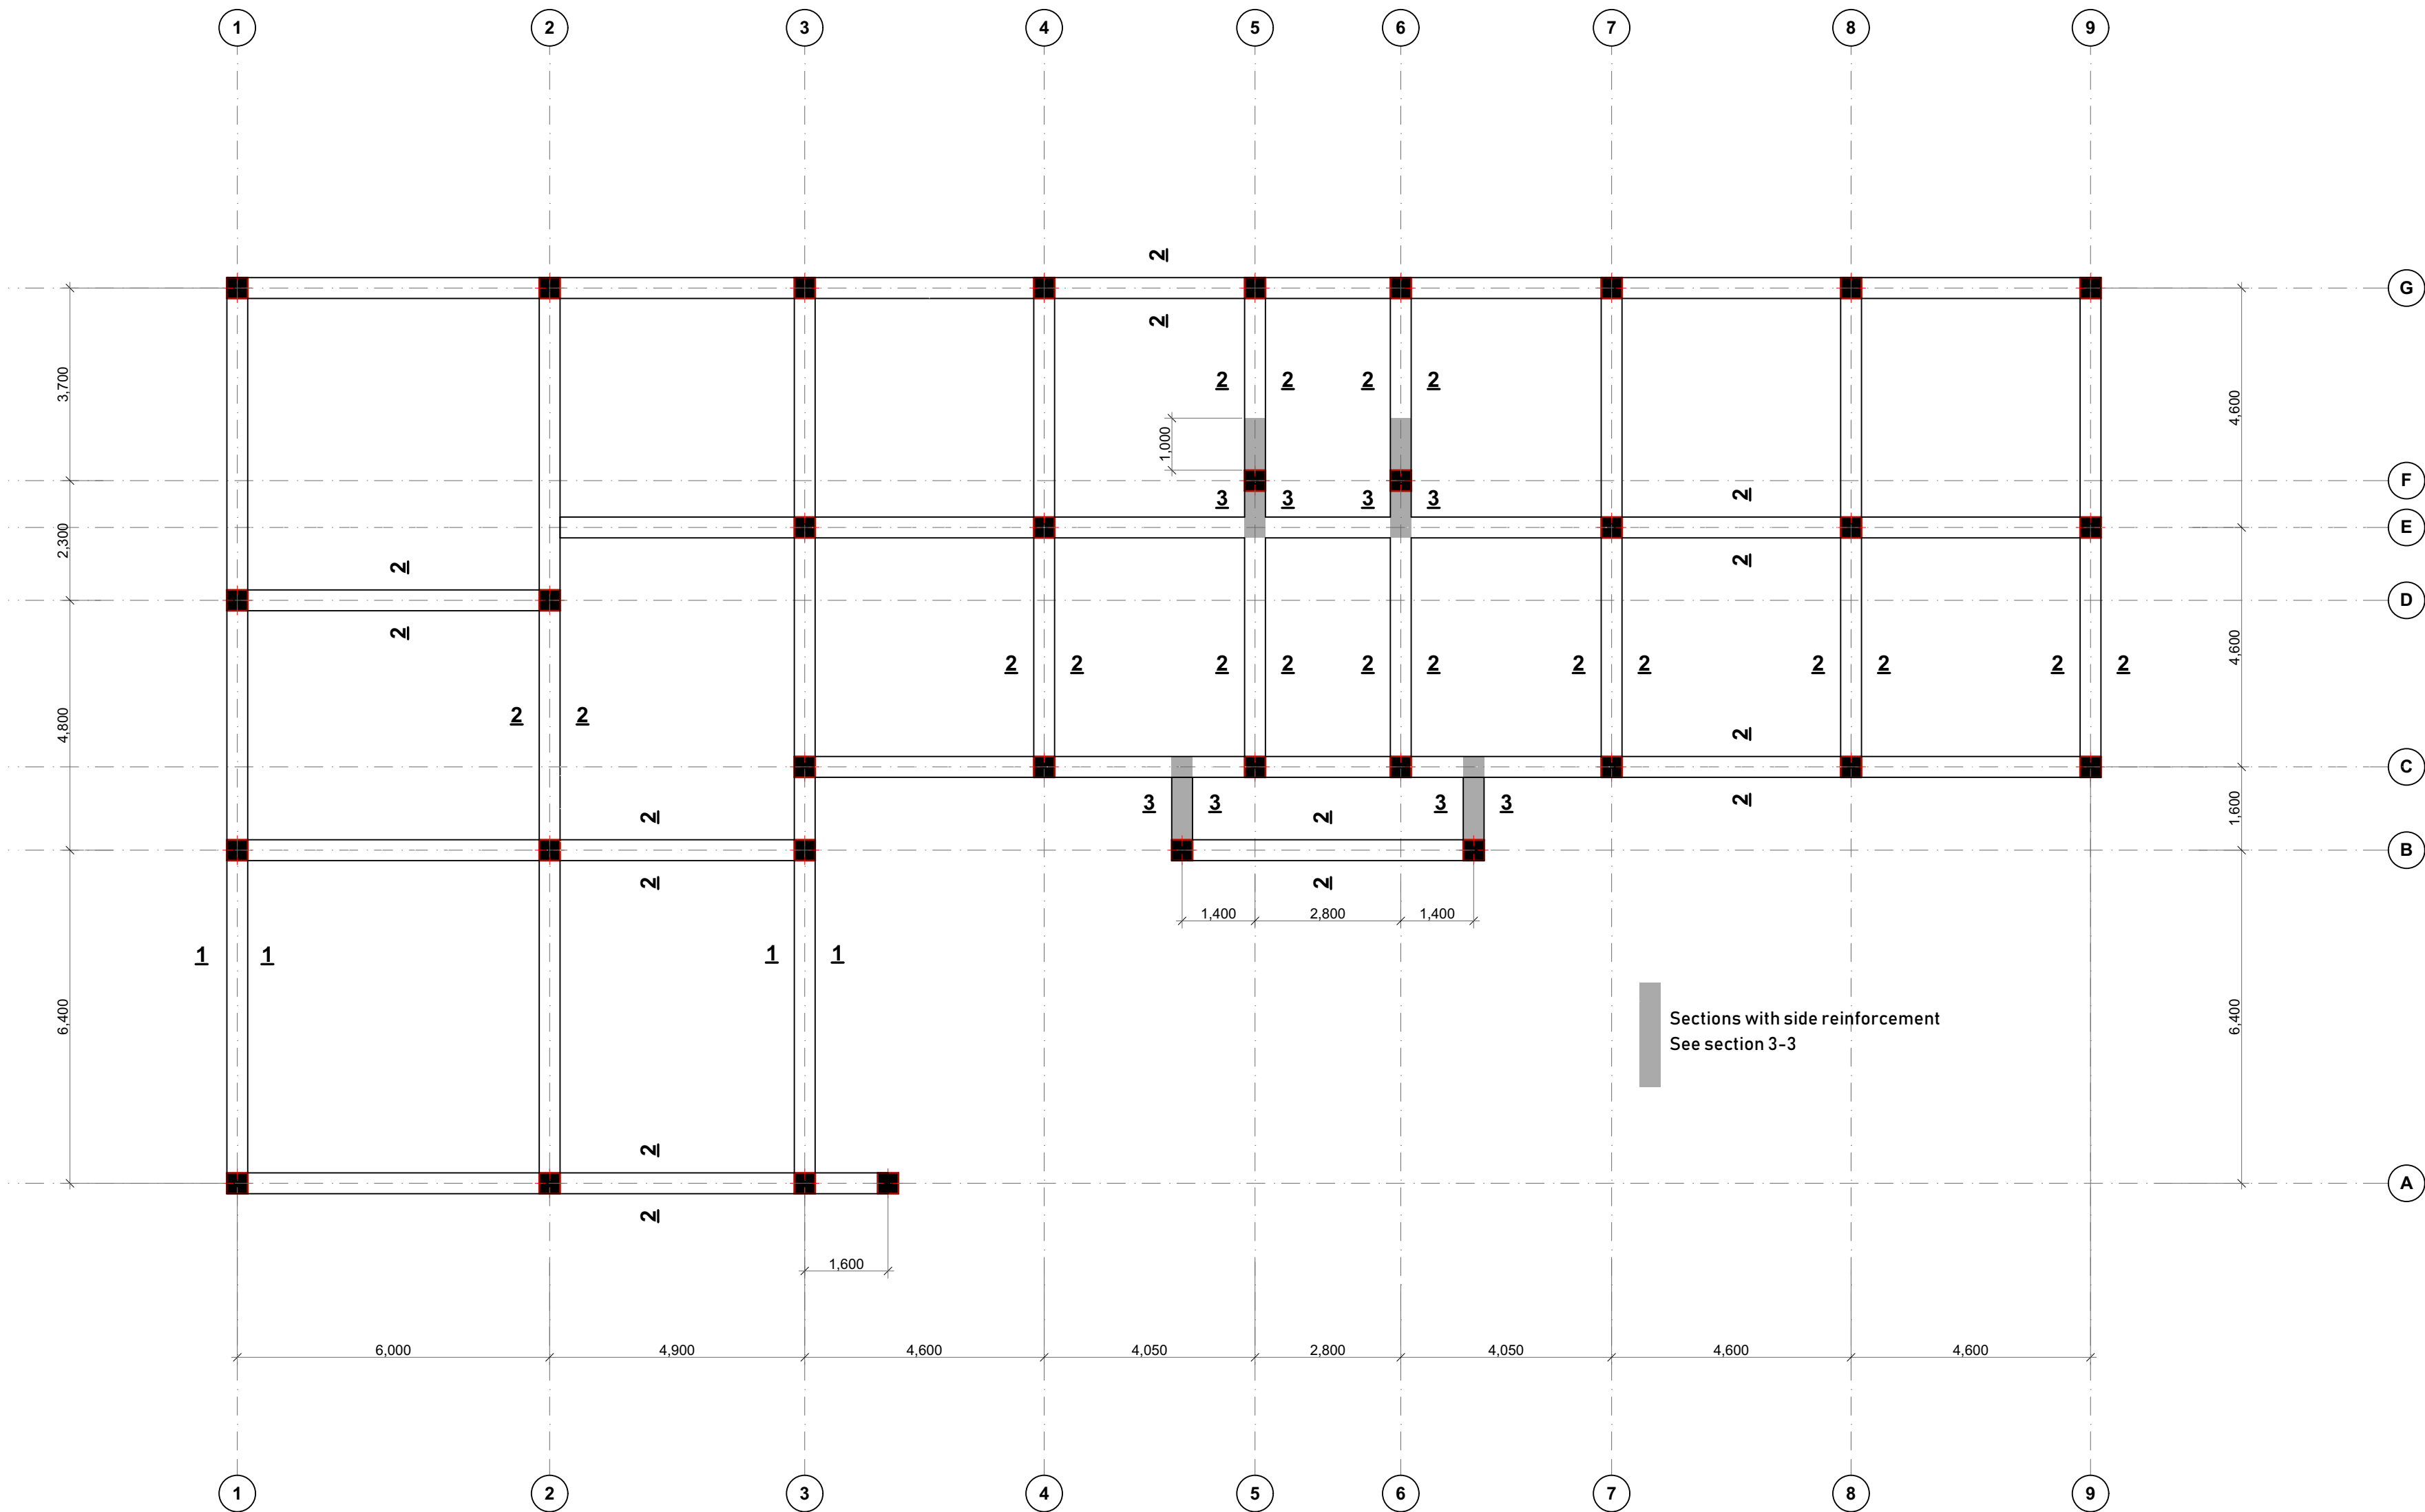 1 2 3 4 5 6 7 8 9
2
G
2
3,700
2 2 2 2
4,600
1,000
F
3 3 3 3
2
2,300
E
2
2
D
2
2 2 2 2 2 2 2 2 2 2 2 2
4,600
4,800
2 2
2
C
2
3 3 3 3
1,600
2
2
B
2
2
1,400 2,800 1,400
1 1 1 1
6,400
Sections with side reinforcement
6,400
See section 3-3
2
A
2
1,600
6,000 4,900 4,600 4,050 2,800 4,050 4,600 4,600
1 2 3 4 5 6 7 8 9